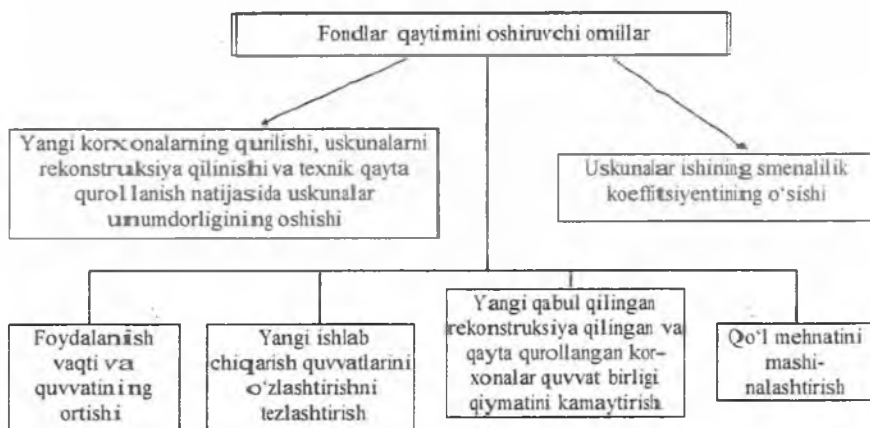 Fondlar qaytimini oshiruvchi omillar
Yangi korxonalarning qurilishi, uskunalarni
rekonstruksiya qilinishi va texnik qayta
qurollanish natijasida uskunalar
unumdorligining oshishi
Uskunalar ishining smenalilik
koeffitsiyentining o‘sishi
Foydalanish
vaqti va
quvvatining
ortishi
Yangi ishlab
chiqarish quvvatlarini
o‘zlashtirishni
tezlashtirish
Yangi qabul qilingan
rekonstruksiya qilingan va
qayta qurollangan kor-
xonalar quvvat birligi
qiymatini kamaytirish
Qo‘l mehnatini
mashi-
nalashtirish